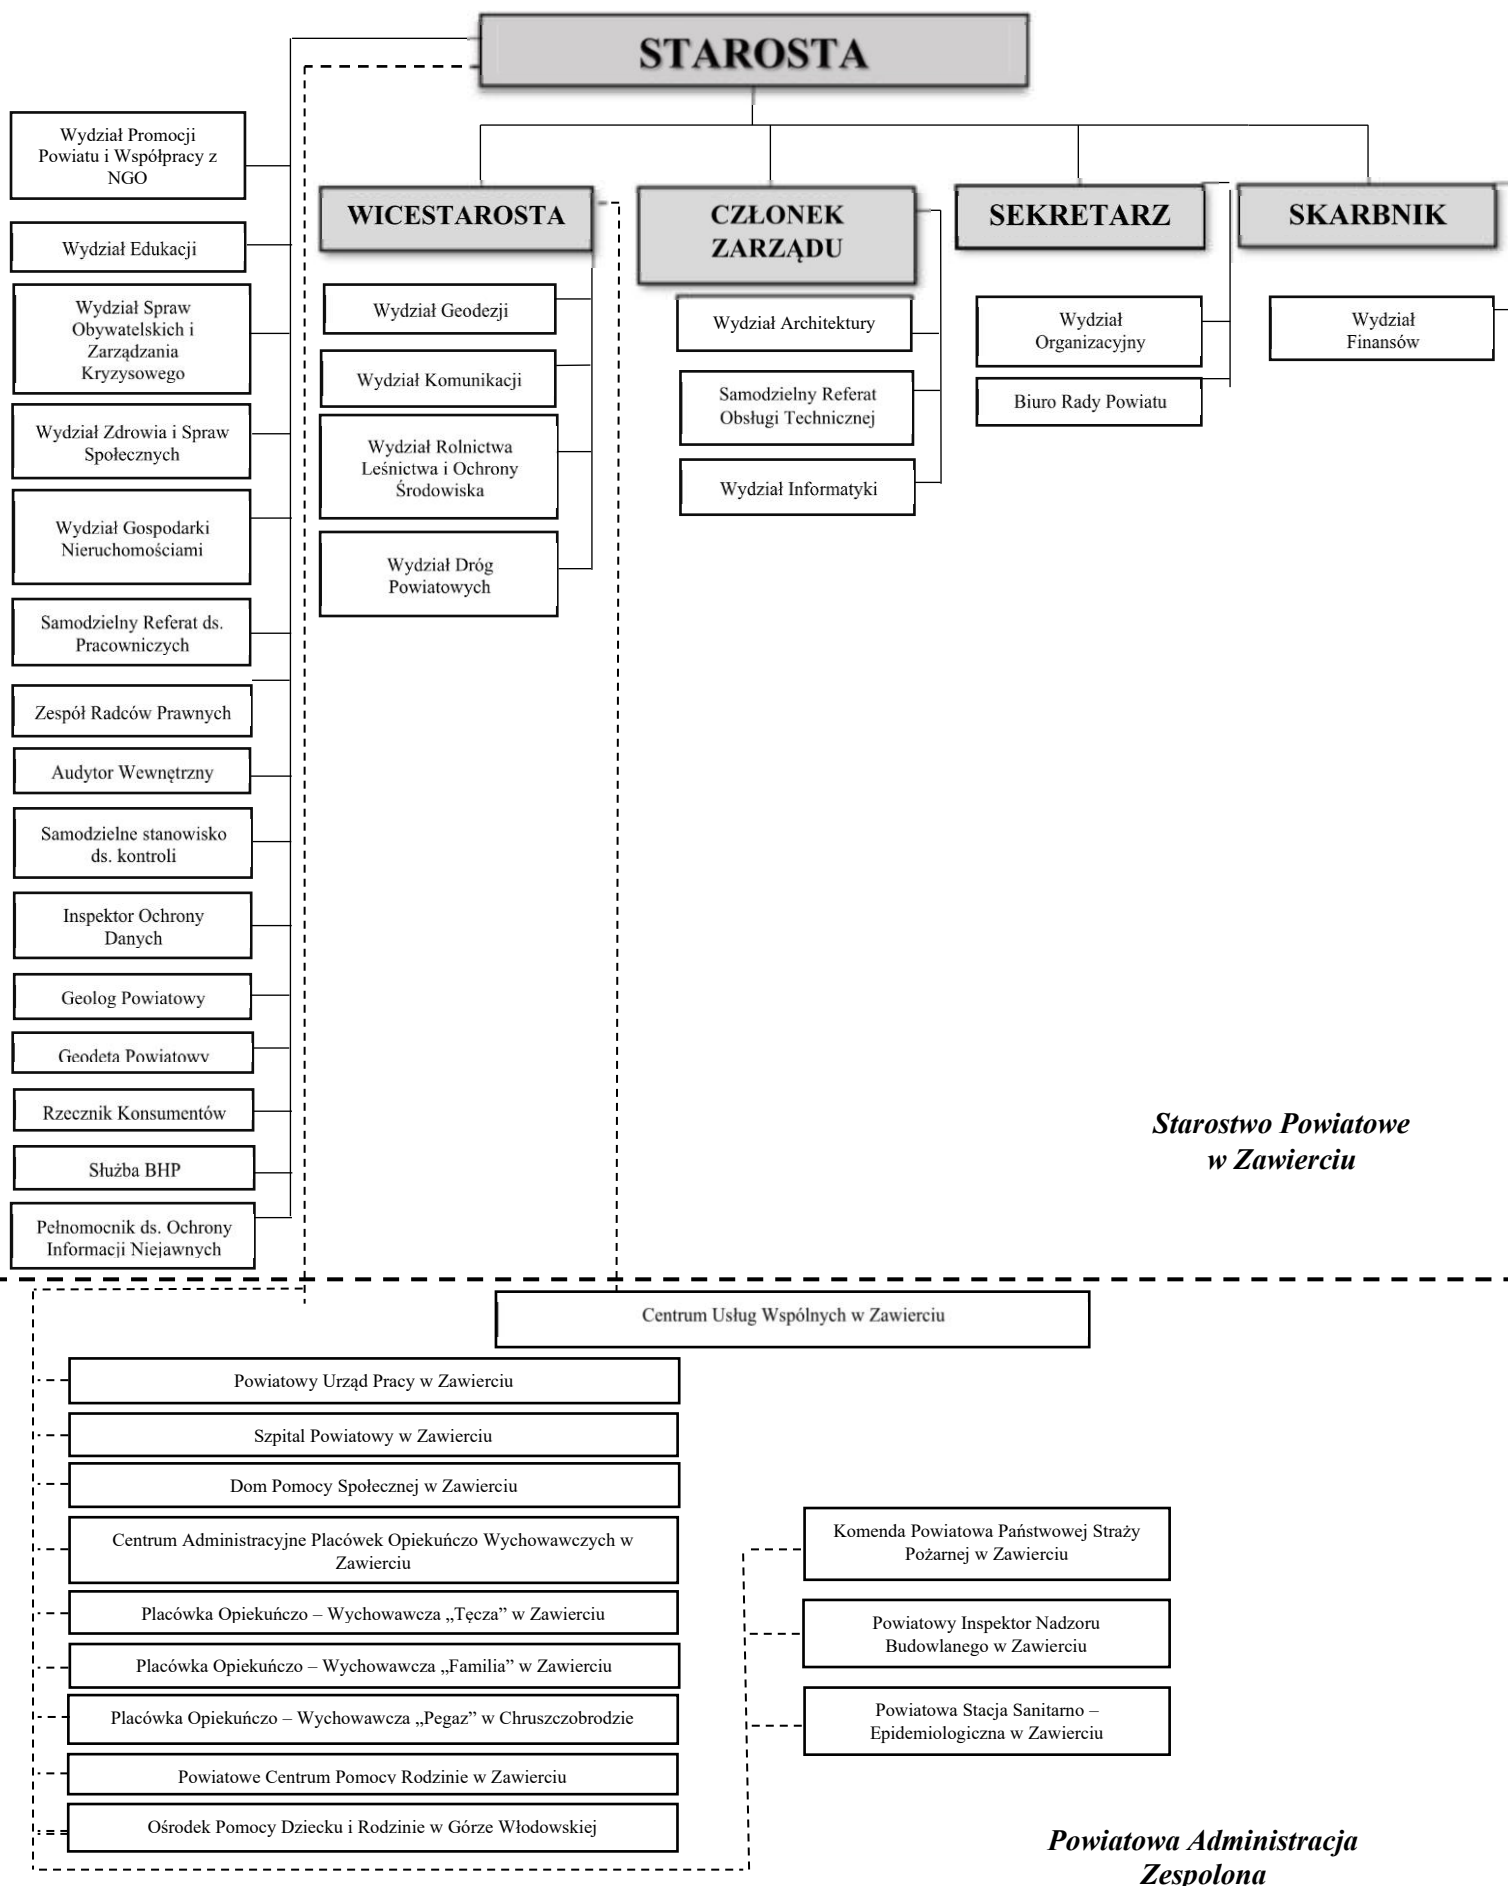 STAROSTA
Wydział Promocji
Powiatu i Współpracy z
NGO
Wydział Edukacji
Wydział Spraw
Obywatelskich i
Zarządzania
Kryzysowego
Wydział Zdrowia i Spraw
Społecznych
Wydział Gospodarki
Nieruchomościami
Samodzielny Referat ds.
Pracowniczych
Zespół Radców Prawnych
Audytor Wewnętrzny
Samodzielne stanowisko
ds. kontroli
Inspektor Ochrony
Danych
Geolog Powiatowy
Geodeta Powiatowy
Rzecznik Konsumentów
Służba BHP
Pełnomocnik ds. Ochrony
Informacji Niejawnych
WICESTAROSTA
Wydział Geodezji
Wydział Komunikacji
Wydział Rolnictwa
Leśnictwa i Ochrony
Środowiska
Wydział Dróg
Powiatowych
CZŁONEK
ZARZĄDU
Wydział Architektury
Samodzielny Referat
Obsługi Technicznej
Wydział Informatyki
SEKRETARZ
Wydział
Organizacyjny
Biuro Rady Powiatu
SKARBNIK
Wydział
Finansów
Starostwo Powiatowe
w Zawierciu
Centrum Usług Wspólnych w Zawierciu
Powiatowy Urząd Pracy w Zawierciu
Szpital Powiatowy w Zawierciu
Dom Pomocy Społecznej w Zawierciu
Centrum Administracyjne Placówek Opiekuńczo Wychowawczych w
Zawierciu
Placówka Opiekuńczo – Wychowawcza „Tęcza” w Zawierciu
Placówka Opiekuńczo – Wychowawcza „Familia” w Zawierciu
Placówka Opiekuńczo – Wychowawcza „Pegaz” w Chruszczobrodzie
Powiatowe Centrum Pomocy Rodzinie w Zawierciu
Ośrodek Pomocy Dziecku i Rodzinie w Górze Włodowskiej
Komenda Powiatowa Państwowej Straży
Pożarnej w Zawierciu
Powiatowy Inspektor Nadzoru
Budowlanego w Zawierciu
Powiatowa Stacja Sanitarno –
Epidemiologiczna w Zawierciu
Powiatowa Administracja
Zespolona